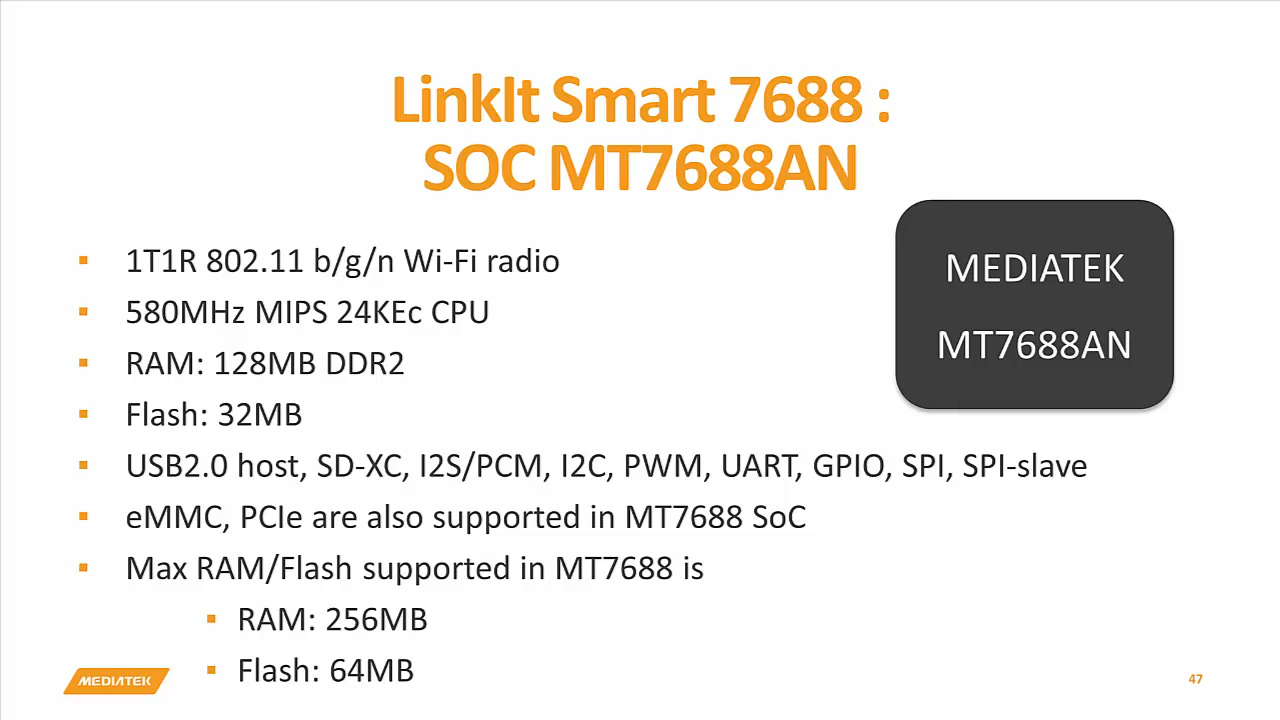 LinkIt Smart 7688 :
SOC MT7688AN
MEDIATEK
MT7688AN
▪ 1T1R 802.11 b/g/n Wi-Fi radio
▪ 580MHz MIPS 24KEc CPU
▪ RAM: 128MB DDR2
▪ Flash: 32MB
▪ USB2.0 host, SD-XC, I2S/PCM, I2C, PWM, UART, GPIO, SPI, SPI-slave
▪ eMMC, PCIe are also supported in MT7688 SoC
▪ Max RAM/Flash supported in MT7688 is
▪ RAM: 256MB
▪ Flash: 64MB
MEDIATEK
47